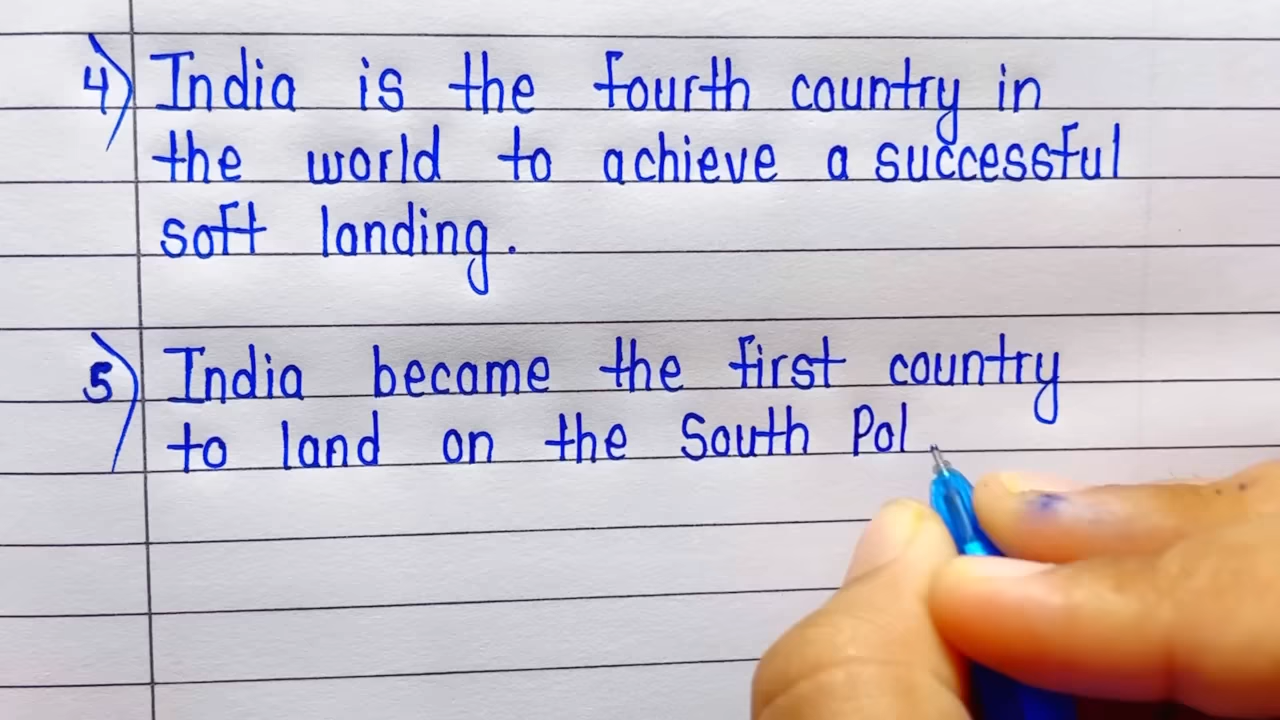 4) India is the fourth country in
the world to achieve a successful
soft landing.
5) India became the first country
to land on the South Pol